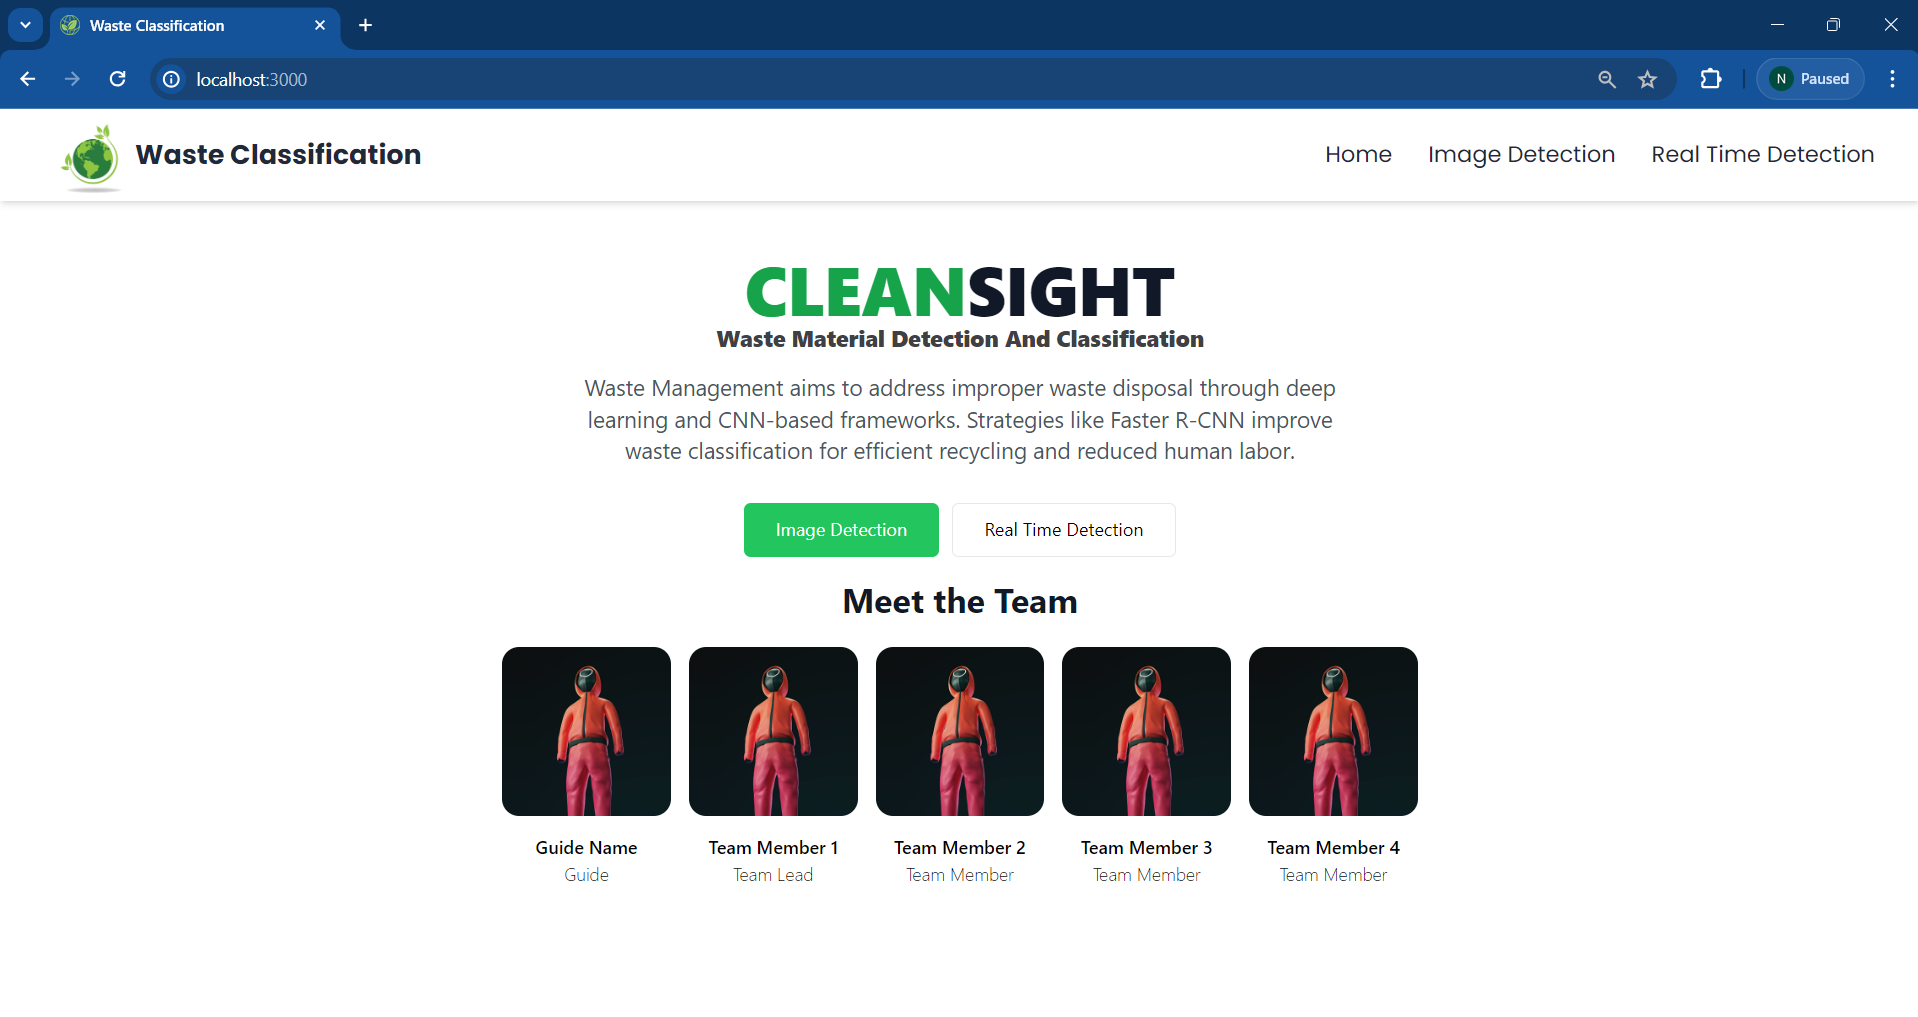 Waste Classification
localhost:3000
N Paused
Waste Classification
Home Image Detection Real Time Detection
CLEANSIGHT
Waste Material Detection And Classification
Waste Management aims to address improper waste disposal through deep
learning and CNN-based frameworks. Strategies like Faster R-CNN improve
waste classification for efficient recycling and reduced human labor.
Image Detection Real Time Detection
Meet the Team
Guide Name Team Member 1 Team Member 2 Team Member 3 Team Member 4
Guide Team Lead Team Member Team Member Team Member